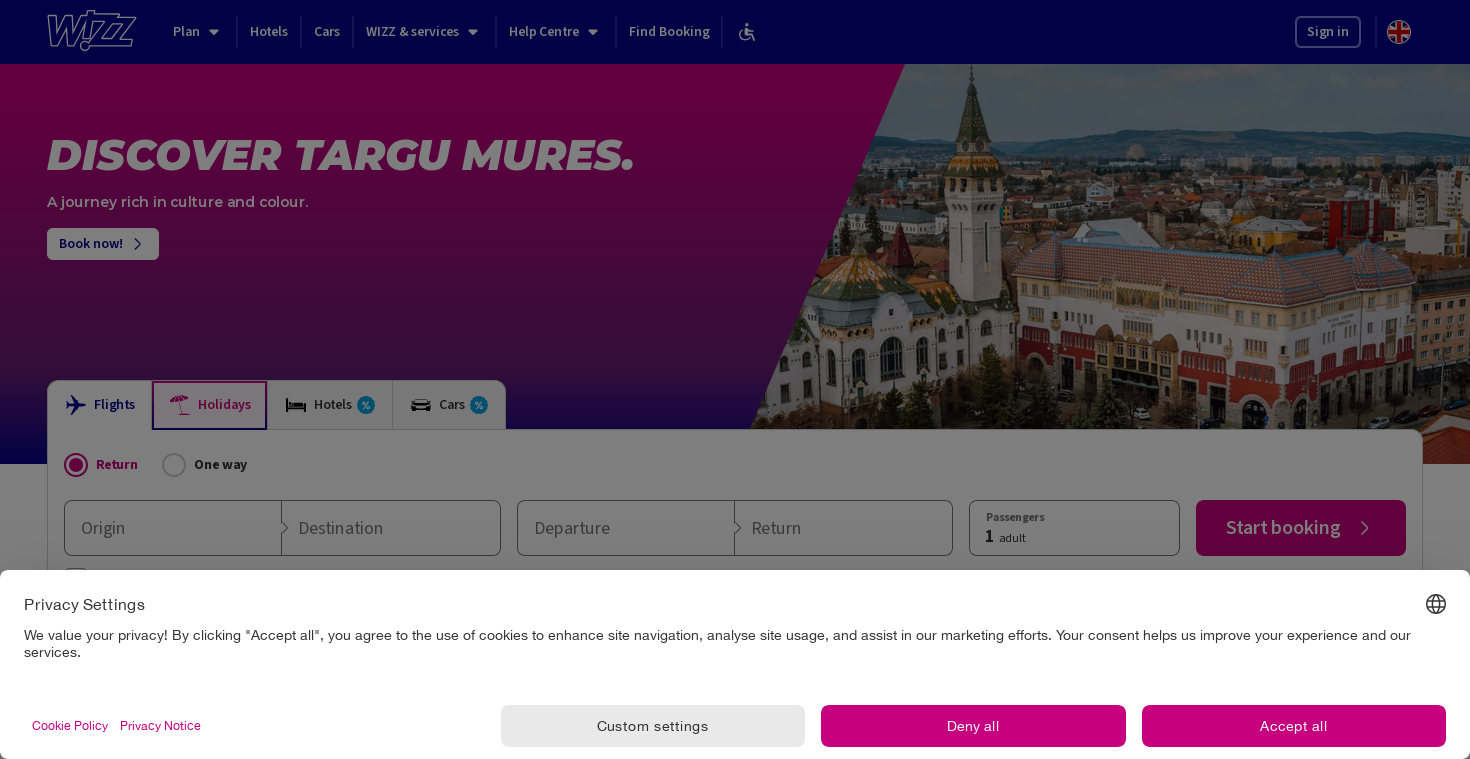 WIZZ
Plan
Hotels
Cars
WIZZ & services
Help Centre
Find Booking
Sign in
DISCOVER TARGU MURES.
A journey rich in culture and colour.
Book now!
Flights
Holidays
Hotels %
Cars %
Return
One way
Origin
Destination
Departure
Return
Passengers
1 adult
Start booking
Privacy Settings
We value your privacy! By clicking "Accept all", you agree to the use of cookies to enhance site navigation, analyse site usage, and assist in our marketing efforts. Your consent helps us improve your experience and our
services.
Cookie Policy
Privacy Notice
Custom settings
Deny all
Accept all